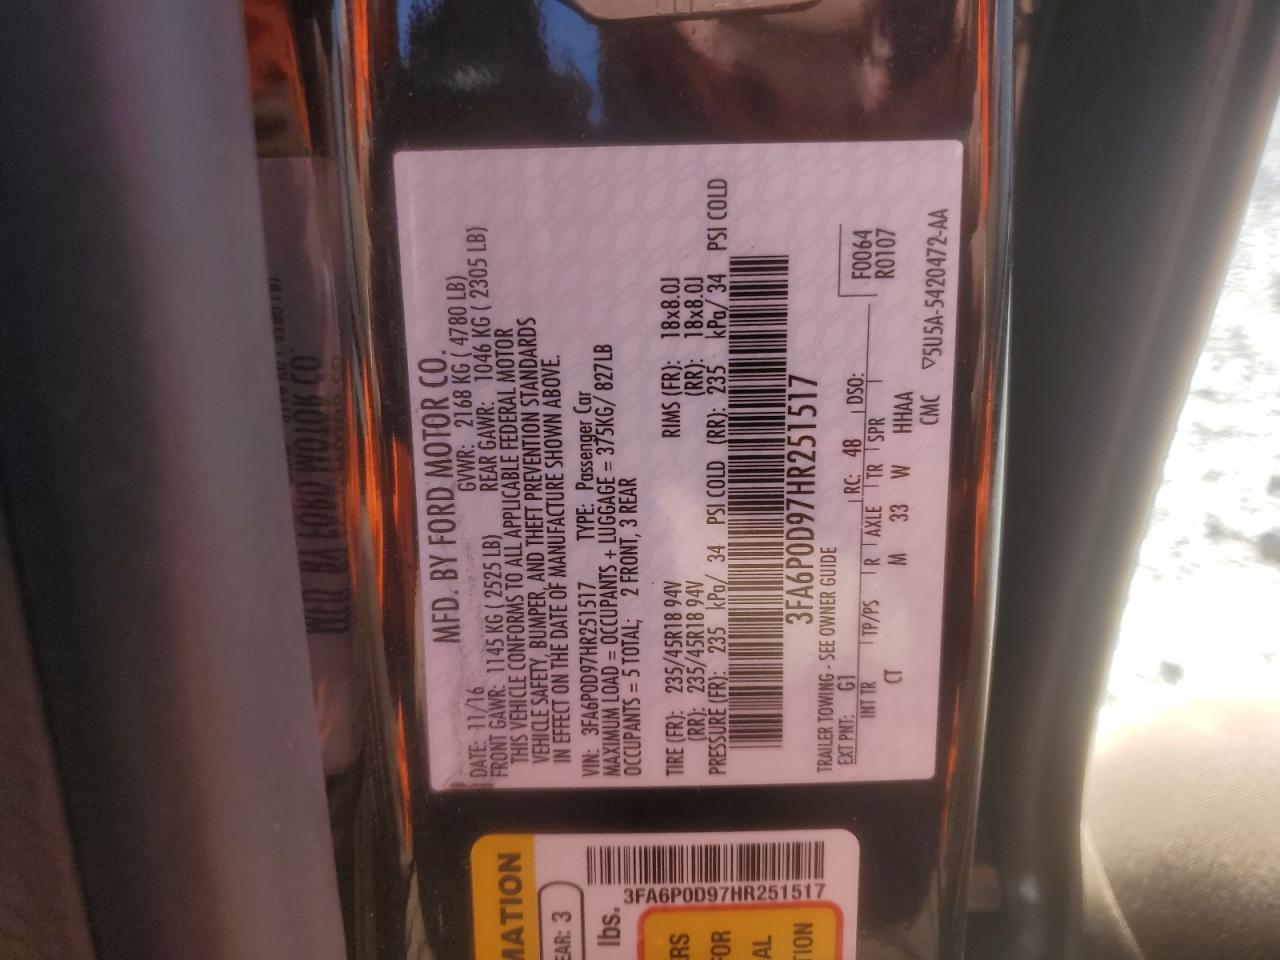 MFD. BY FORD MOTOR CO.
DATE: 11/16 GVWR: 2168 KG ( 4780 LB)
FRONT GAWR: 1145 KG ( 2525 LB) REAR GAWR: 1046 KG ( 2305 LB)
THIS VEHICLE CONFORMS TO ALL APPLICABLE FEDERAL MOTOR
VEHICLE SAFETY, BUMPER, AND THEFT PREVENTION STANDARDS
IN EFFECT ON THE DATE OF MANUFACTURE SHOWN ABOVE.
VIN: 3FA6P0D97HR251517 TYPE: Passenger Car
MAXIMUM LOAD = OCCUPANTS + LUGGAGE = 375KG/ 827LB
OCCUPANTS = 5 TOTAL; 2 FRONT, 3 REAR
TIRE (FR): 235/45R18 94V RIMS (FR): 18x8.0J
(RR): 235/45R18 94V (RR): 18x8.0J
PRESSURE (FR): 235 kPa/ 34 PSI COLD (RR): 235 kPa/ 34 PSI COLD
3FA6P0D97HR251517
TRAILER TOWING - SEE OWNER GUIDE
EXT PNT: G1 RC: 48 DSO: F0064
INT TR TP/PS R AXLE TR SPR R0107
CT M 33 W HHAA
CMC ▽5U5A-5420472-AA
MATION
EAR: 3
3FA6P0D97HR251517
lbs.
RS
FOR
AL
TION